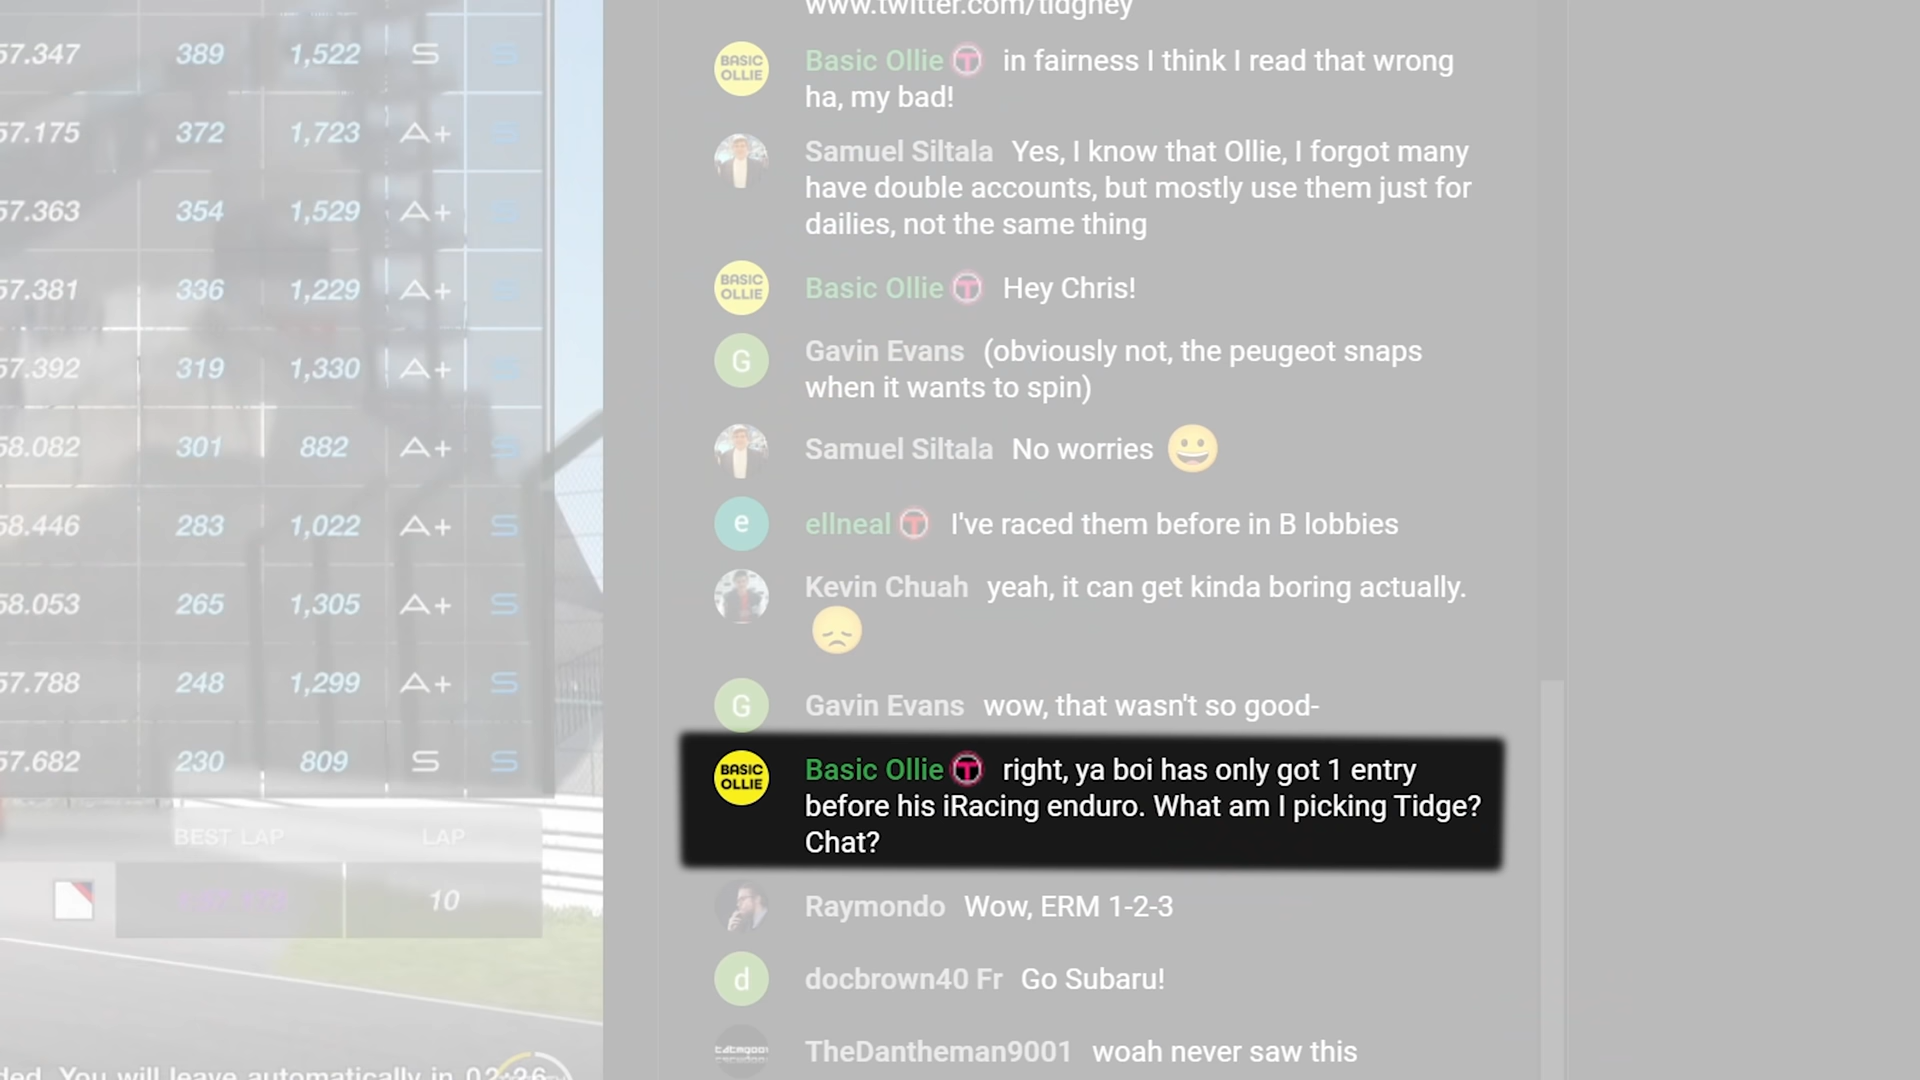 57.347 389 1,522 S S
57.175 372 1,723 A+ S
57.363 354 1,529 A+ S
57.381 336 1,229 A+ S
57.392 319 1,330 A+ S
58.082 301 882 A+ S
58.446 283 1,022 A+ S
58.053 265 1,305 A+ S
57.788 248 1,299 A+ S
57.682 230 809 S S
BEST LAP LAP
10
ded. You will leave automatically in 02:26
www.twitter.com/tidgney
BASIC OLLIE Basic Ollie T in fairness I think I read that wrong
ha, my bad!
Samuel Siltala Yes, I know that Ollie, I forgot many
have double accounts, but mostly use them just for
dailies, not the same thing
BASIC OLLIE Basic Ollie T Hey Chris!
G Gavin Evans (obviously not, the peugeot snaps
when it wants to spin)
Samuel Siltala No worries 😀
e ellneal T I've raced them before in B lobbies
Kevin Chuah yeah, it can get kinda boring actually.
😞
G Gavin Evans wow, that wasn't so good-
BASIC OLLIE Basic Ollie T right, ya boi has only got 1 entry
before his iRacing enduro. What am I picking Tidge?
Chat?
Raymondo Wow, ERM 1-2-3
d docbrown40 Fr Go Subaru!
TheDantheman9001 woah never saw this